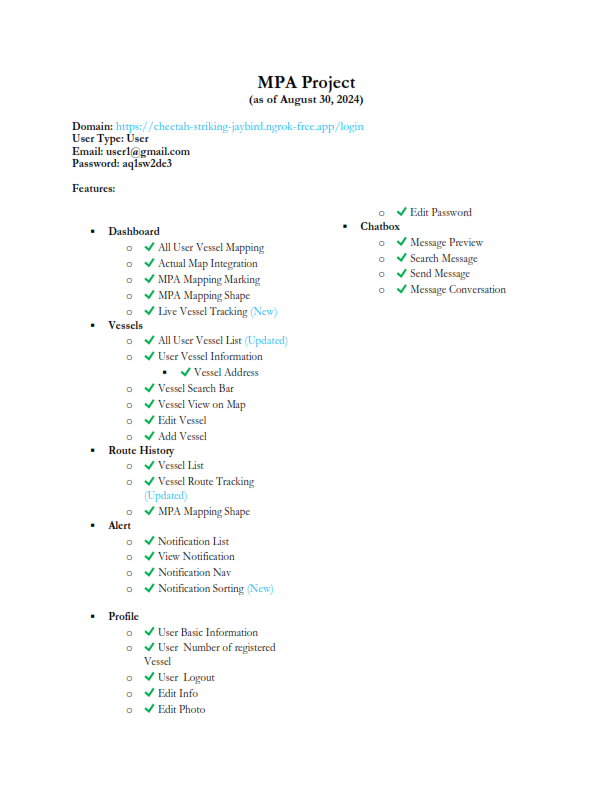 MPA Project
(as of August 30, 2024)
Domain: https://cheetah-striking-jaybird.ngrok-free.app/login
User Type: User
Email: user1@gmail.com
Password: aq1sw2de3
Features:
▪ Dashboard
o ✔ All User Vessel Mapping
o ✔ Actual Map Integration
o ✔ MPA Mapping Marking
o ✔ MPA Mapping Shape
o ✔ Live Vessel Tracking (New)
▪ Vessels
o ✔ All User Vessel List (Updated)
o ✔ User Vessel Information
▪ ✔ Vessel Address
o ✔ Vessel Search Bar
o ✔ Vessel View on Map
o ✔ Edit Vessel
o ✔ Add Vessel
▪ Route History
o ✔ Vessel List
o ✔ Vessel Route Tracking
(Updated)
o ✔ MPA Mapping Shape
▪ Alert
o ✔ Notification List
o ✔ View Notification
o ✔ Notification Nav
o ✔ Notification Sorting (New)
▪ Profile
o ✔ User Basic Information
o ✔ User Number of registered
Vessel
o ✔ User Logout
o ✔ Edit Info
o ✔ Edit Photo
o ✔ Edit Password
▪ Chatbox
o ✔ Message Preview
o ✔ Search Message
o ✔ Send Message
o ✔ Message Conversation